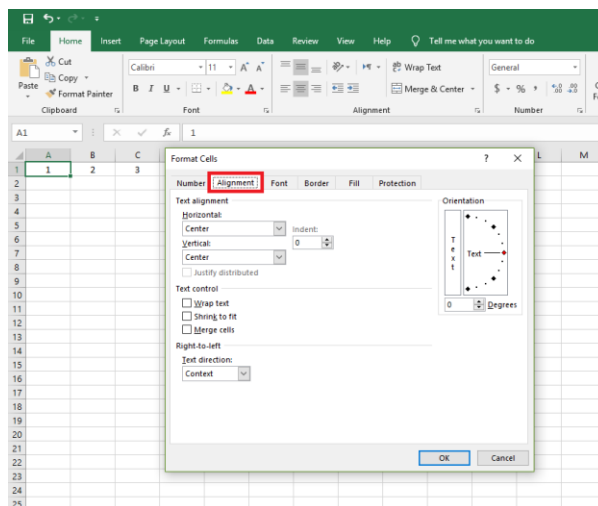 File Home Insert Page Layout Formulas Data Review View Help Tell me what you want to do
Cut
Copy
Format Painter
Paste
Calibri 11 A A
B I U A
Wrap Text
Merge & Center
General
$ % ,
Clipboard Font Alignment Number
A1 fx 1
A B C L M
1 1 2 3
2
3
4
5
6
7
8
9
10
11
12
13
14
15
16
17
18
19
20
21
22
23
24
25
Format Cells ?
Number Alignment Font Border Fill Protection
Text alignment
Horizontal:
Center
Indent:
0
Vertical:
Center
Justify distributed
Text control
Wrap text
Shrink to fit
Merge cells
Right-to-left
Text direction:
Context
Orientation
Text
Text
0 Degrees
OK Cancel